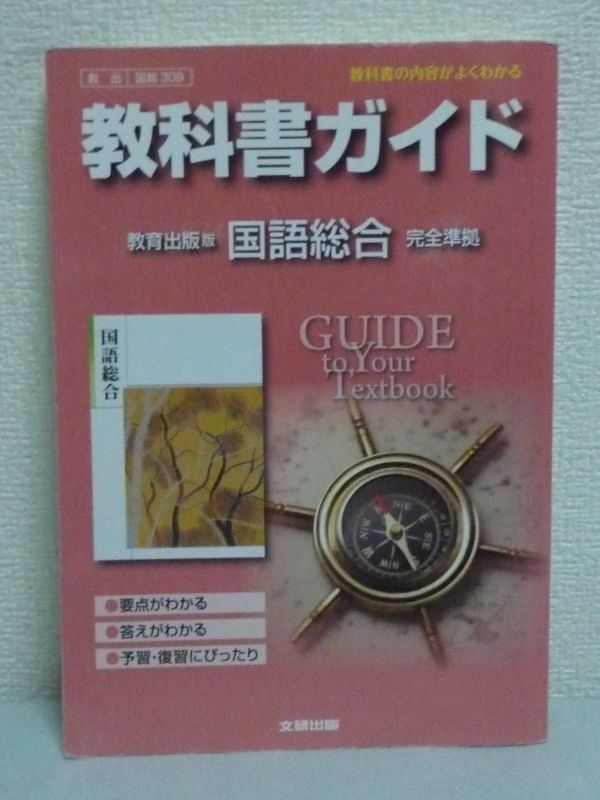 教出 国総309
教科書の内容がよくわかる
教科書ガイド
教育出版版 国語総合 完全準拠
国語総合
GUIDE
to Your
Textbook
N/E
E
S/E
S
S/W
W
N/W
N
●要点がわかる
●答えがわかる
●予習・復習にぴったり
文研出版